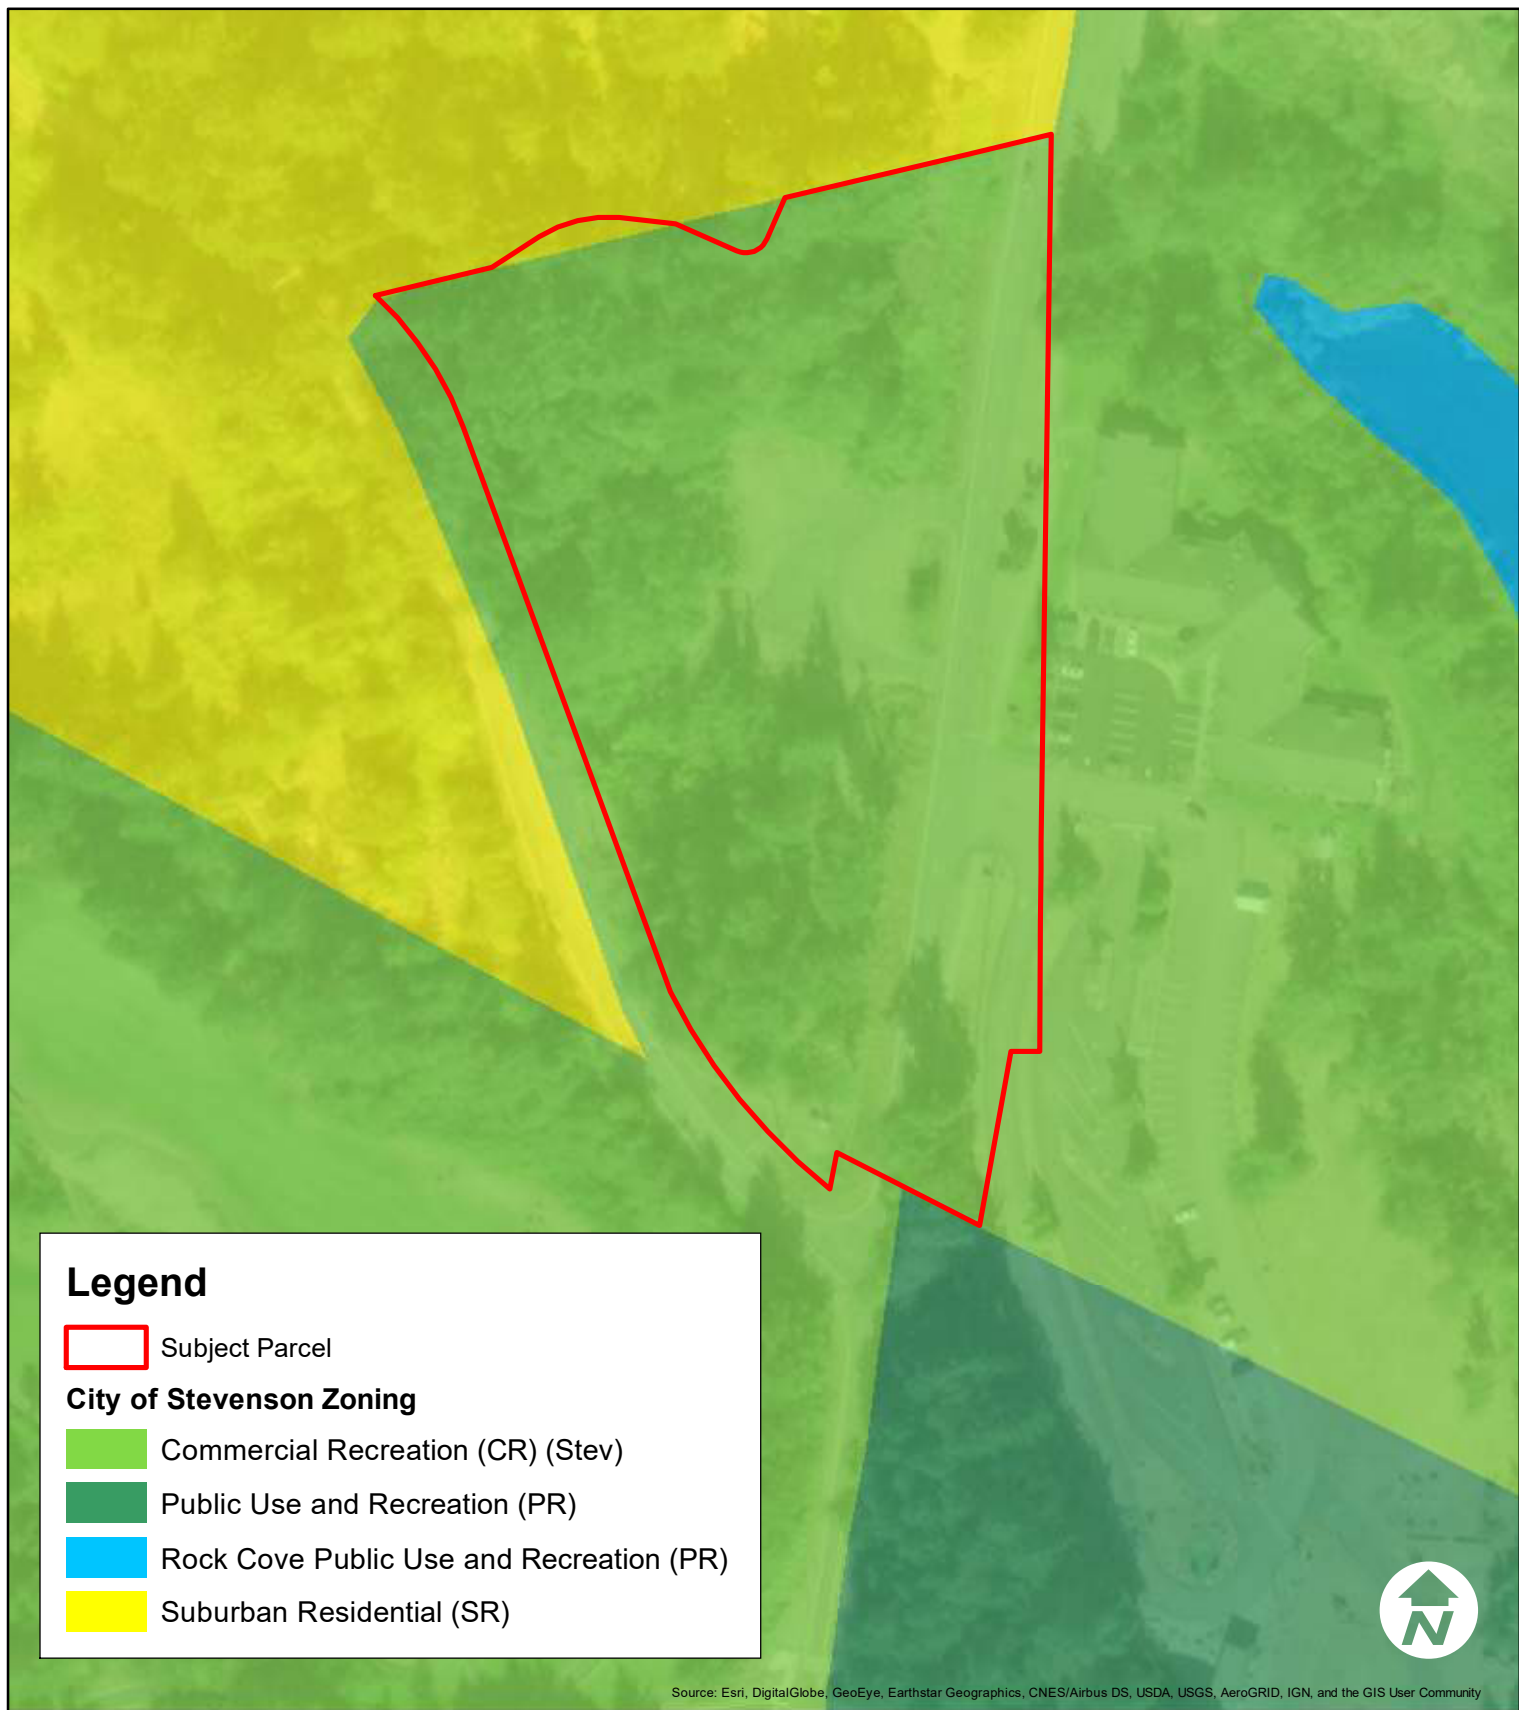 Legend
Subject Parcel
City of Stevenson Zoning
Commercial Recreation (CR) (Stev)
Public Use and Recreation (PR)
Rock Cove Public Use and Recreation (PR)
Suburban Residential (SR)
N
Source: Esri, DigitalGlobe, GeoEye, Earthstar Geographics, CNES/Airbus DS, USDA, USGS, AeroGRID, IGN, and the GIS User Community